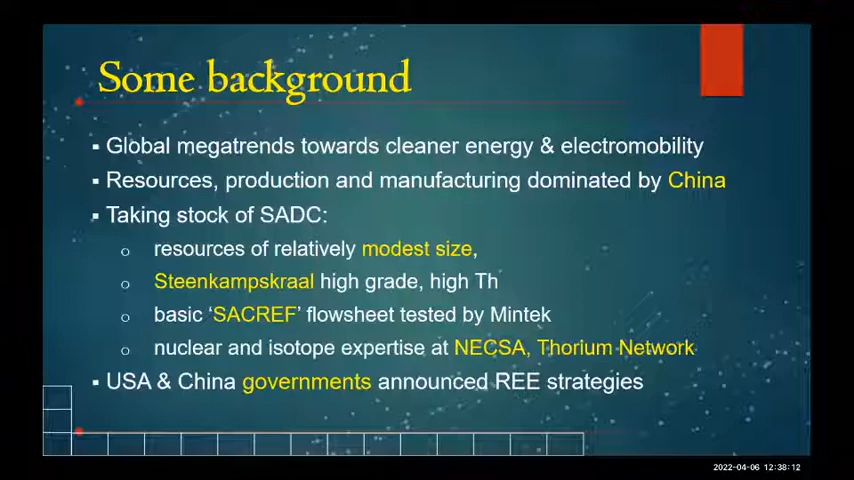 Some background
▪ Global megatrends towards cleaner energy & electromobility
▪ Resources, production and manufacturing dominated by China
▪ Taking stock of SADC:
o resources of relatively modest size,
o Steenkampskraal high grade, high Th
o basic ‘SACREF’ flowsheet tested by Mintek
o nuclear and isotope expertise at NECSA, Thorium Network
▪ USA & China governments announced REE strategies
2022-04-06 12:38:12